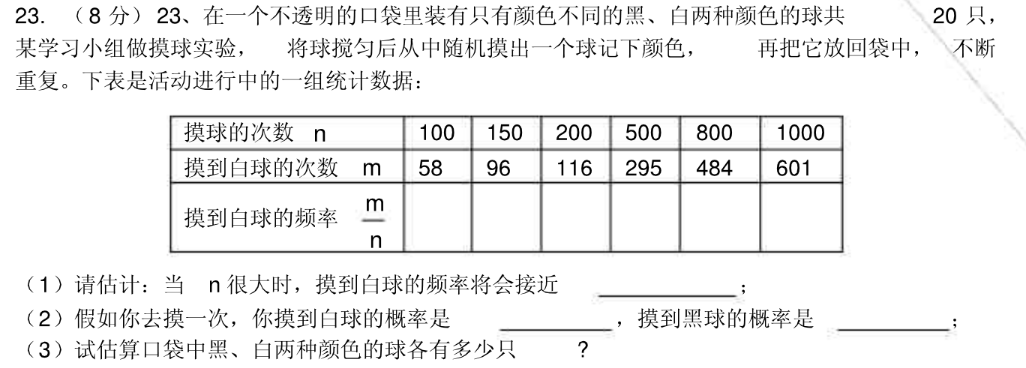 23. （8 分）23、在一个不透明的口袋里装有只有颜色不同的黑、白两种颜色的球共 20 只，
某学习小组做摸球实验， 将球搅匀后从中随机摸出一个球记下颜色， 再把它放回袋中， 不断
重复。下表是活动进行中的一组统计数据：
摸球的次数 n 100 150 200 500 800 1000
摸到白球的次数 m 58 96 116 295 484 601
摸到白球的频率 m/n
（1）请估计：当 n 很大时，摸到白球的频率将会接近 ________；
（2）假如你去摸一次，你摸到白球的概率是 ________，摸到黑球的概率是 ________；
（3）试估算口袋中黑、白两种颜色的球各有多少只 ?